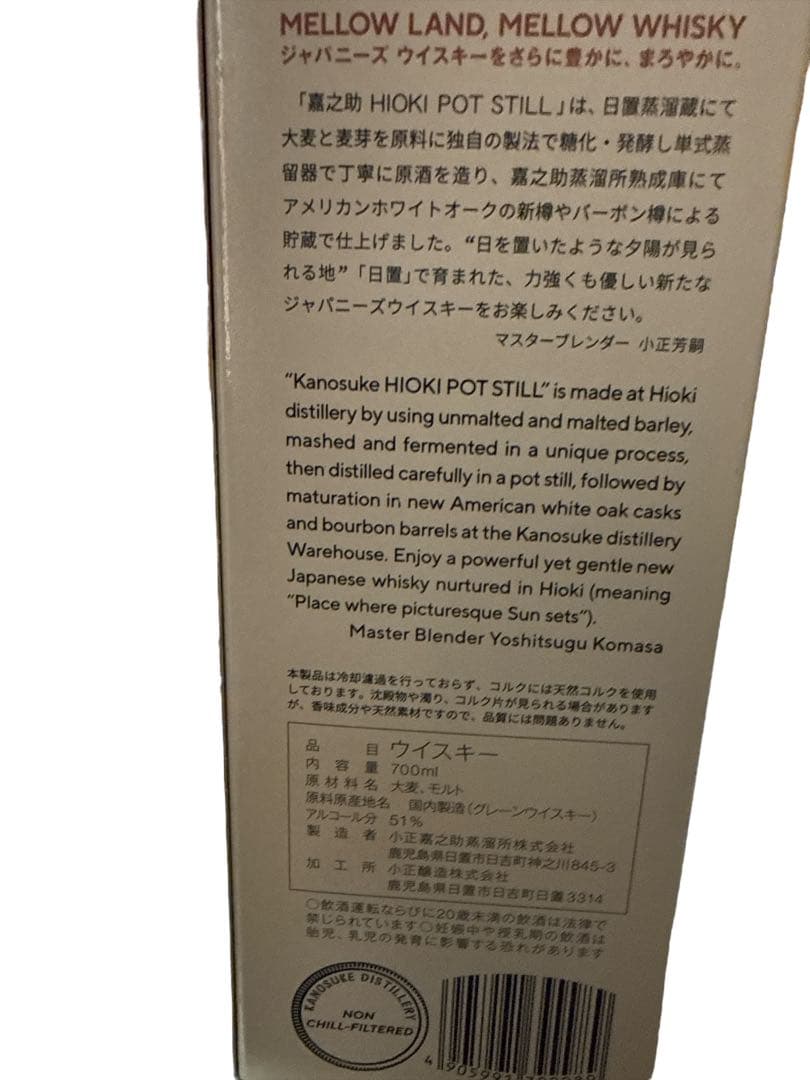 MELLOW LAND, MELLOW WHISKY
ジャパニーズ ウイスキーをさらに豊かに、まろやかに。
「嘉之助 HIOKI POT STILL」は、日置蒸溜蔵にて
大麦と麦芽を原料に独自の製法で糖化・発酵し単式蒸
留器で丁寧に原酒を造り、嘉之助蒸溜所熟成庫にて
アメリカンホワイトオークの新樽やバーボン樽による
貯蔵で仕上げました。“日を置いたような夕陽が見ら
れる地”「日置」で育まれた、力強くも優しい新たな
ジャパニーズウイスキーをお楽しみください。
マスターブレンダー 小正芳嗣
“Kanosuke HIOKI POT STILL” is made at Hioki
distillery by using unmalted and malted barley,
mashed and fermented in a unique process,
then distilled carefully in a pot still, followed by
maturation in new American white oak casks
and bourbon barrels at the Kanosuke distillery
Warehouse. Enjoy a powerful yet gentle new
Japanese whisky nurtured in Hioki (meaning
“Place where picturesque Sun sets”).
Master Blender Yoshitsugu Komasa
本製品は冷却濾過を行っておらず、コルクには天然コルクを使用
しております。沈殿物や濁り、コルク片が見られる場合があります
が、香味成分や天然素材ですので、品質には問題ありません。
品目 ウイスキー
内容量 700ml
原材料名 大麦、モルト
原料原産地名 国内製造（グレーンウイスキー）
アルコール分 51%
製造者 小正嘉之助蒸溜所株式会社
鹿児島県日置市日吉町神之川845-3
加工所 小正醸造株式会社
鹿児島県日置市日吉町日置3314
〇飲酒運転ならびに20歳未満の飲酒は法律で
禁じられています〇妊娠中や授乳期の飲酒は
胎児、乳児の発育に影響する恐れがあります
KANOSUKE DISTILLERY
NON
CHILL-FILTERED